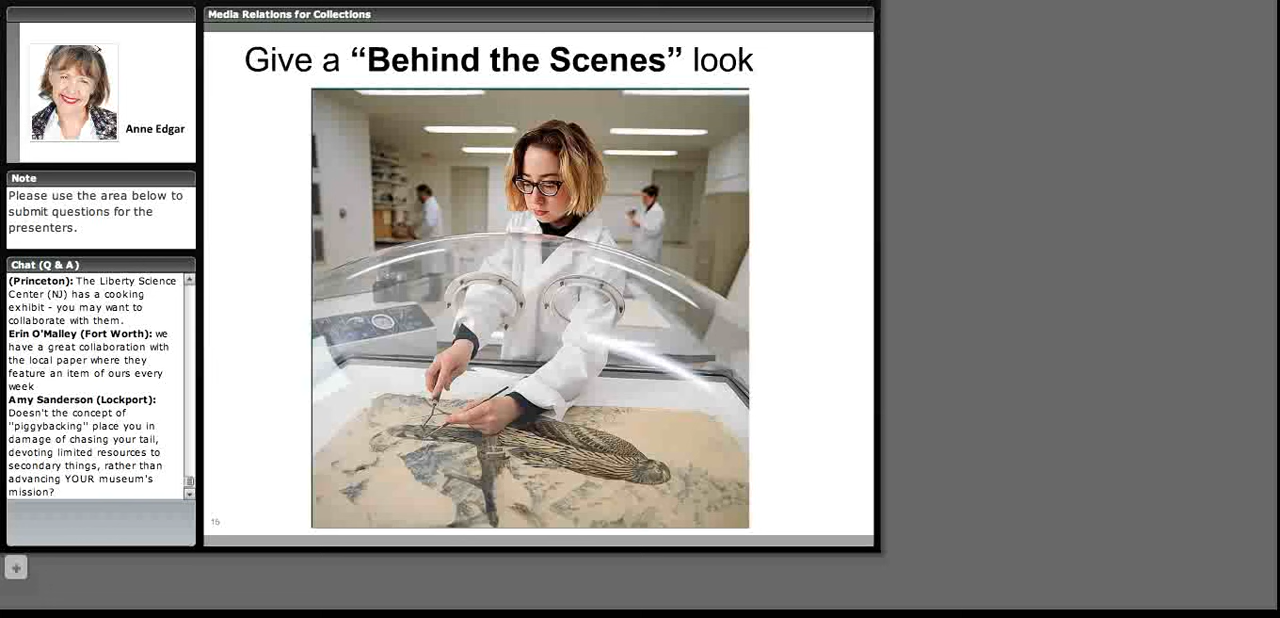 Media Relations for Collections
Anne Edgar
Note
Please use the area below to
submit questions for the
presenters.
Chat (Q & A)
(Princeton): The Liberty Science
Center (NJ) has a cooking
exhibit - you may want to
collaborate with them.
Erin O'Malley (Fort Worth): we
have a great collaboration with
the local paper where they
feature an item of ours every
week
Amy Sanderson (Lockport):
Doesn't the concept of
"piggybacking" place you in
damage of chasing your tail,
devoting limited resources to
secondary things, rather than
advancing YOUR museum's
mission?
Give a “Behind the Scenes” look